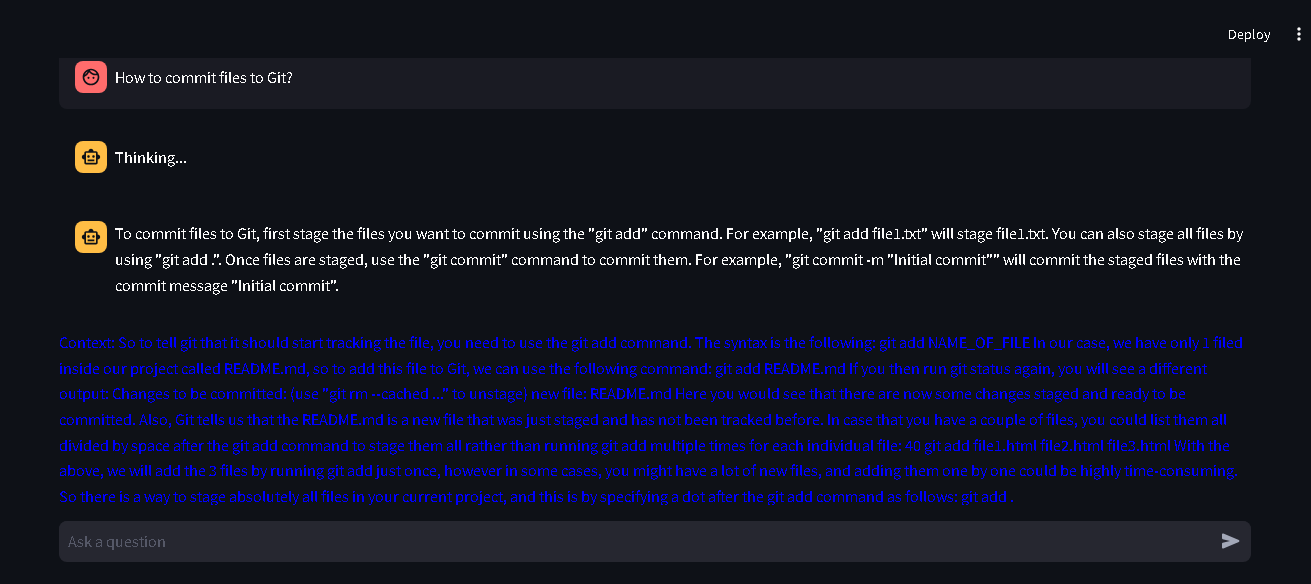 Deploy
How to commit files to Git?
Thinking...
To commit files to Git, first stage the files you want to commit using the "git add" command. For example, "git add file1.txt" will stage file1.txt. You can also stage all files by
using "git add .". Once files are staged, use the "git commit" command to commit them. For example, "git commit -m "Initial commit"" will commit the staged files with the
commit message "Initial commit".
Context: So to tell git that it should start tracking the file, you need to use the git add command. The syntax is the following: git add NAME_OF_FILE In our case, we have only 1 filed
inside our project called README.md, so to add this file to Git, we can use the following command: git add README.md If you then run git status again, you will see a different
output: Changes to be committed: (use "git rm --cached ..." to unstage) new file: README.md Here you would see that there are now some changes staged and ready to be
committed. Also, Git tells us that the README.md is a new file that was just staged and has not been tracked before. In case that you have a couple of files, you could list them all
divided by space after the git add command to stage them all rather than running git add multiple times for each individual file: 40 git add file1.html file2.html file3.html With the
above, we will add the 3 files by running git add just once, however in some cases, you might have a lot of new files, and adding them one by one could be highly time-consuming.
So there is a way to stage absolutely all files in your current project, and this is by specifying a dot after the git add command as follows: git add .
Ask a question